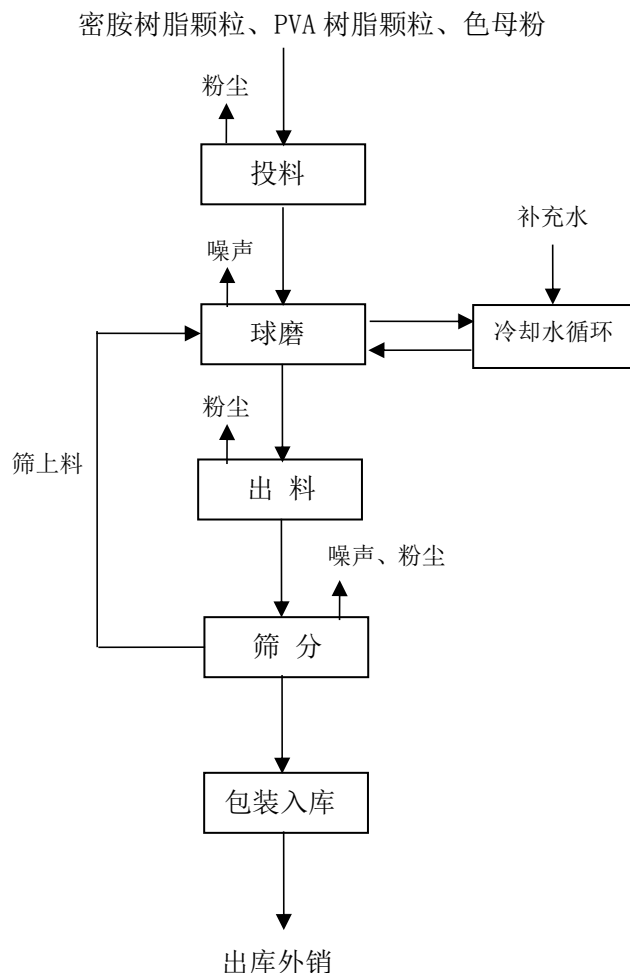 密胺树脂颗粒、PVA 树脂颗粒、色母粉
粉尘
投料
补充水
噪声
球磨
冷却水循环
粉尘
筛上料
出 料
噪声、粉尘
筛 分
包装入库
出库外销